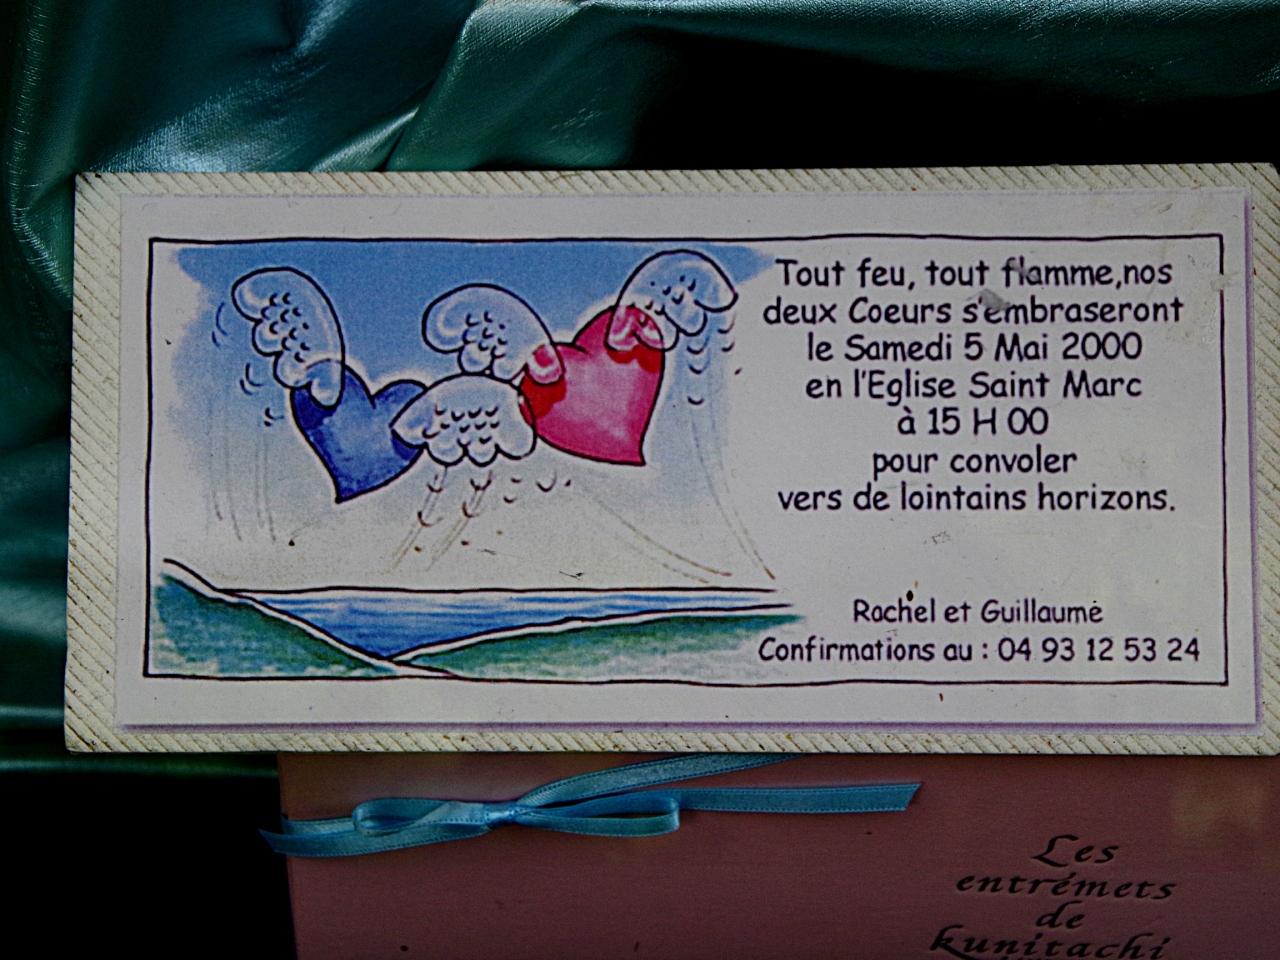 Tout feu, tout flamme,nos
deux Coeurs s'embraseront
le Samedi 5 Mai 2000
en l'Eglise Saint Marc
à 15 H 00
pour convoler
vers de lointains horizons.
Rachel et Guillaume
Confirmations au : 04 93 12 53 24
Les
entremets
de
kunitachi